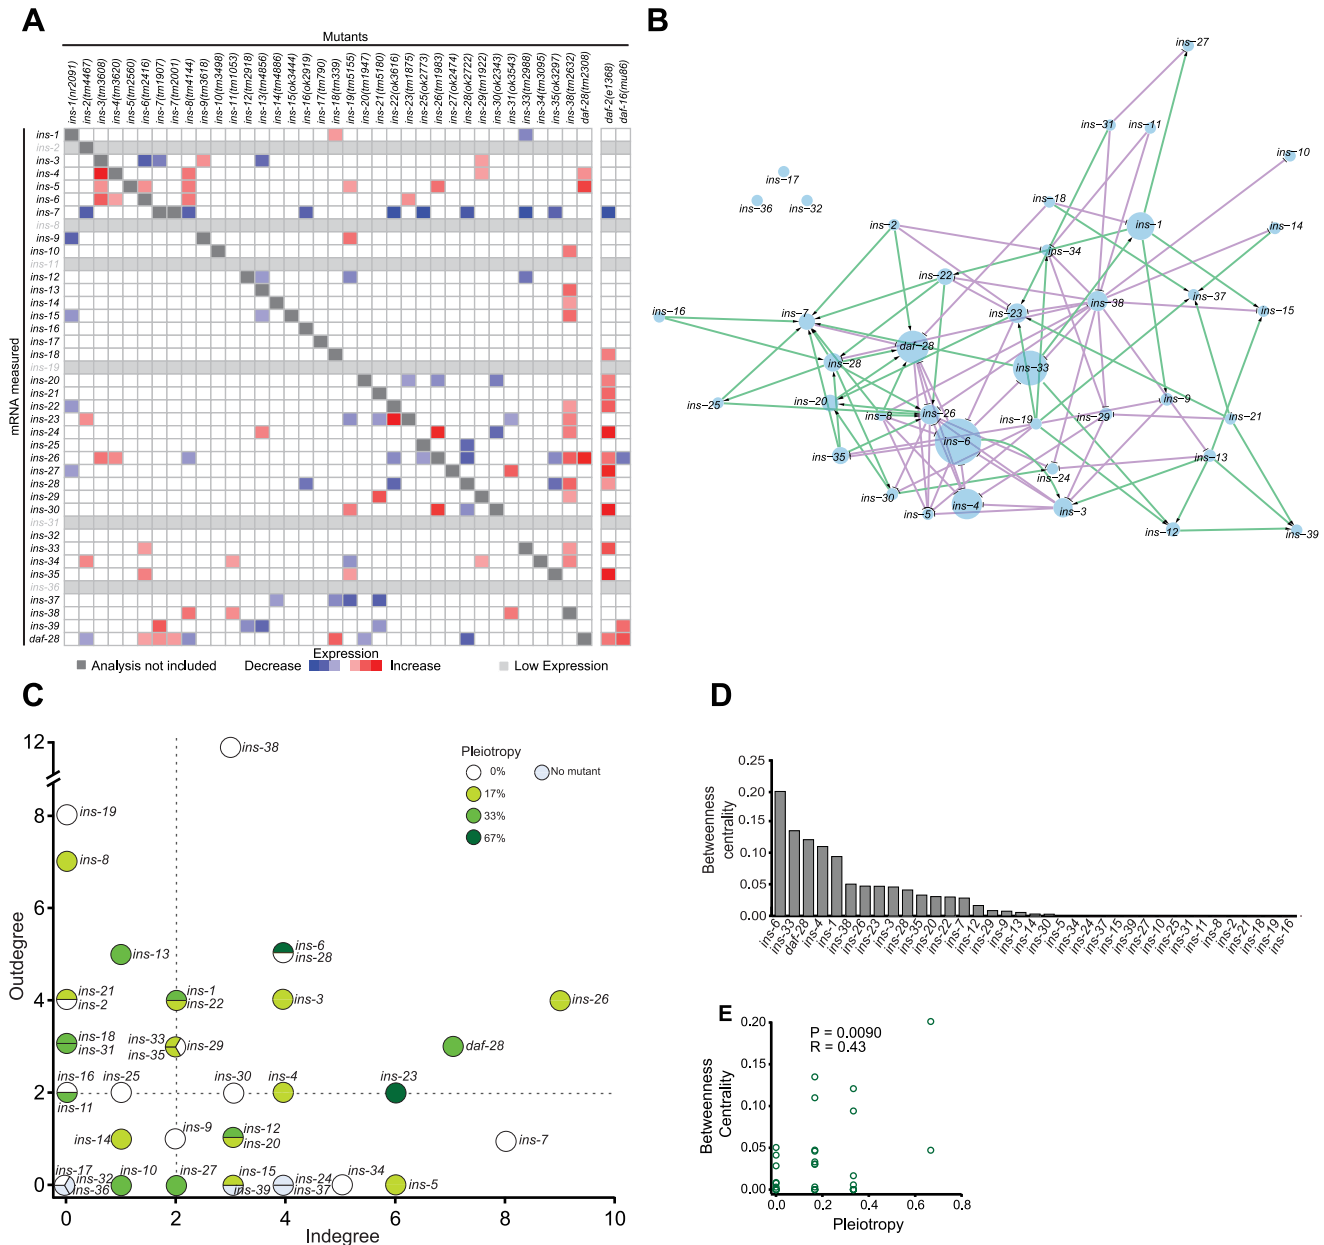 A
Mutants
ins-1(nr2091)
ins-2(tm4467)
ins-3(tm3608)
ins-4(tm3620)
ins-5(tm2560)
ins-6(tm2416)
ins-7(tm1907)
ins-7(tm2001)
ins-8(tm4144)
ins-9(tm3618)
ins-10(tm3498)
ins-11(tm1053)
ins-12(tm2918)
ins-13(tm4856)
ins-14(tm4886)
ins-15(ok3444)
ins-16(ok2919)
ins-17(tm790)
ins-18(tm339)
ins-19(tm5155)
ins-20(tm1947)
ins-21(tm5180)
ins-22(ok3616)
ins-23(tm1875)
ins-24(ok2773)
ins-25(ok2773)
ins-26(tm1983)
ins-27(ok2474)
ins-28(ok2722)
ins-29(tm1922)
ins-30(ok2343)
ins-31(ok3543)
ins-33(tm2988)
ins-34(tm3095)
ins-35(ok3297)
ins-38(tm2632)
daf-28(tm2308)
daf-2(e1368)
daf-16(mu86)
mRNA measured
ins-1
ins-2
ins-3
ins-4
ins-5
ins-6
ins-7
ins-8
ins-9
ins-10
ins-11
ins-12
ins-13
ins-14
ins-15
ins-16
ins-17
ins-18
ins-19
ins-20
ins-21
ins-22
ins-23
ins-24
ins-25
ins-26
ins-27
ins-28
ins-29
ins-30
ins-31
ins-32
ins-33
ins-34
ins-35
ins-36
ins-37
ins-38
ins-39
daf-28
Expression
Analysis not included Decrease Increase Low Expression
B
ins-27
ins-31
ins-11
ins-10
ins-17
ins-36
ins-32
ins-18
ins-2
ins-1
ins-14
ins-34
ins-22
ins-38
ins-37
ins-16
ins-7
ins-23
ins-15
daf-28
ins-28
ins-33
ins-25
ins-20
ins-8
ins-26
ins-19
ins-29
ins-9
ins-21
ins-6
ins-35
ins-13
ins-24
ins-30
ins-5
ins-4
ins-3
ins-12
ins-39
C
Outdegree
12
8
6
4
2
0
Pleiotropy
0%
No mutant
17%
33%
67%
ins-38
ins-19
ins-8
ins-13
ins-6
ins-28
ins-21
ins-2
ins-1
ins-22
ins-3
ins-26
ins-18
ins-31
ins-33
ins-35
ins-29
daf-28
ins-16
ins-11
ins-25
ins-30
ins-4
ins-23
ins-14
ins-9
ins-12
ins-20
ins-7
ins-17
ins-32
ins-36
ins-10
ins-27
ins-15
ins-39
ins-24
ins-37
ins-34
ins-5
0 2 4 6 8 10
Indegree
D
Betweenness
centrality
0.25
0.20
0.15
0.10
0.05
0.00
ins-6
ins-33
daf-28
ins-4
ins-1
ins-38
ins-26
ins-23
ins-3
ins-28
ins-35
ins-20
ins-22
ins-7
ins-12
ins-29
ins-9
ins-13
ins-14
ins-30
ins-5
ins-34
ins-24
ins-37
ins-15
ins-39
ins-27
ins-10
ins-25
ins-31
ins-11
ins-8
ins-2
ins-21
ins-18
ins-19
ins-16
E
Betweenness
Centrality
0.20
0.15
0.10
0.05
0.00
P = 0.0090
R = 0.43
0.0 0.2 0.4 0.6 0.8
Pleiotropy